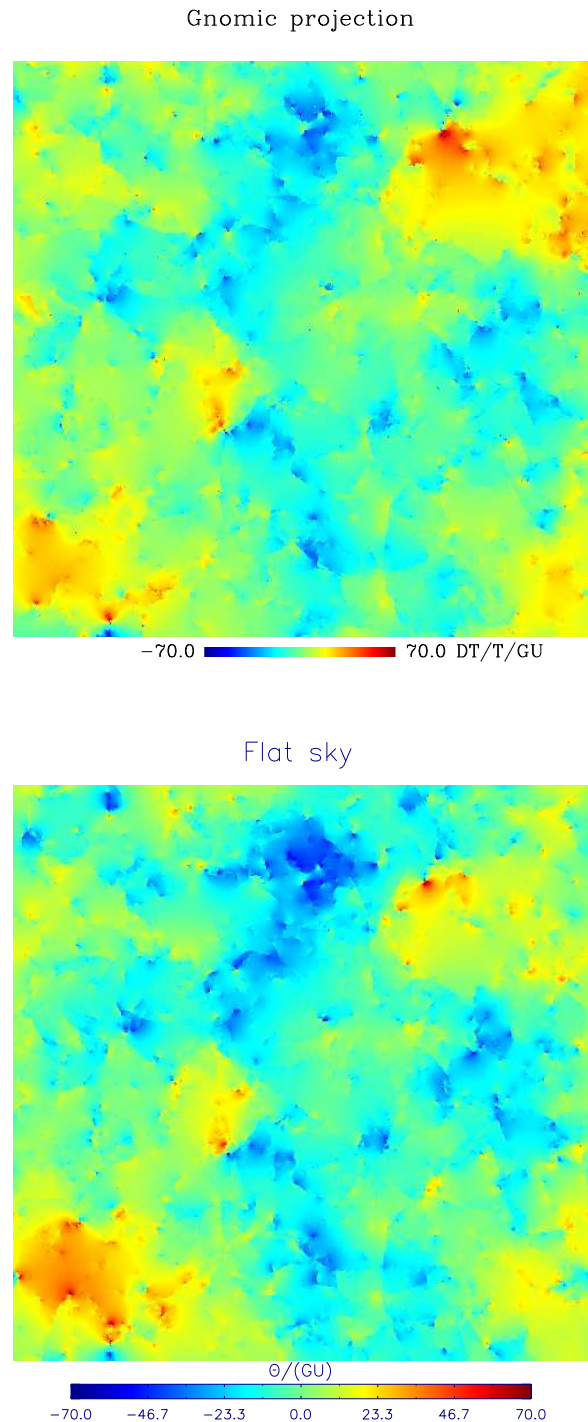 Gnomic projection
−70.0 70.0 DT/T/GU
Flat sky
Θ/(GU)
−70.0 −46.7 −23.3 0.0 23.3 46.7 70.0